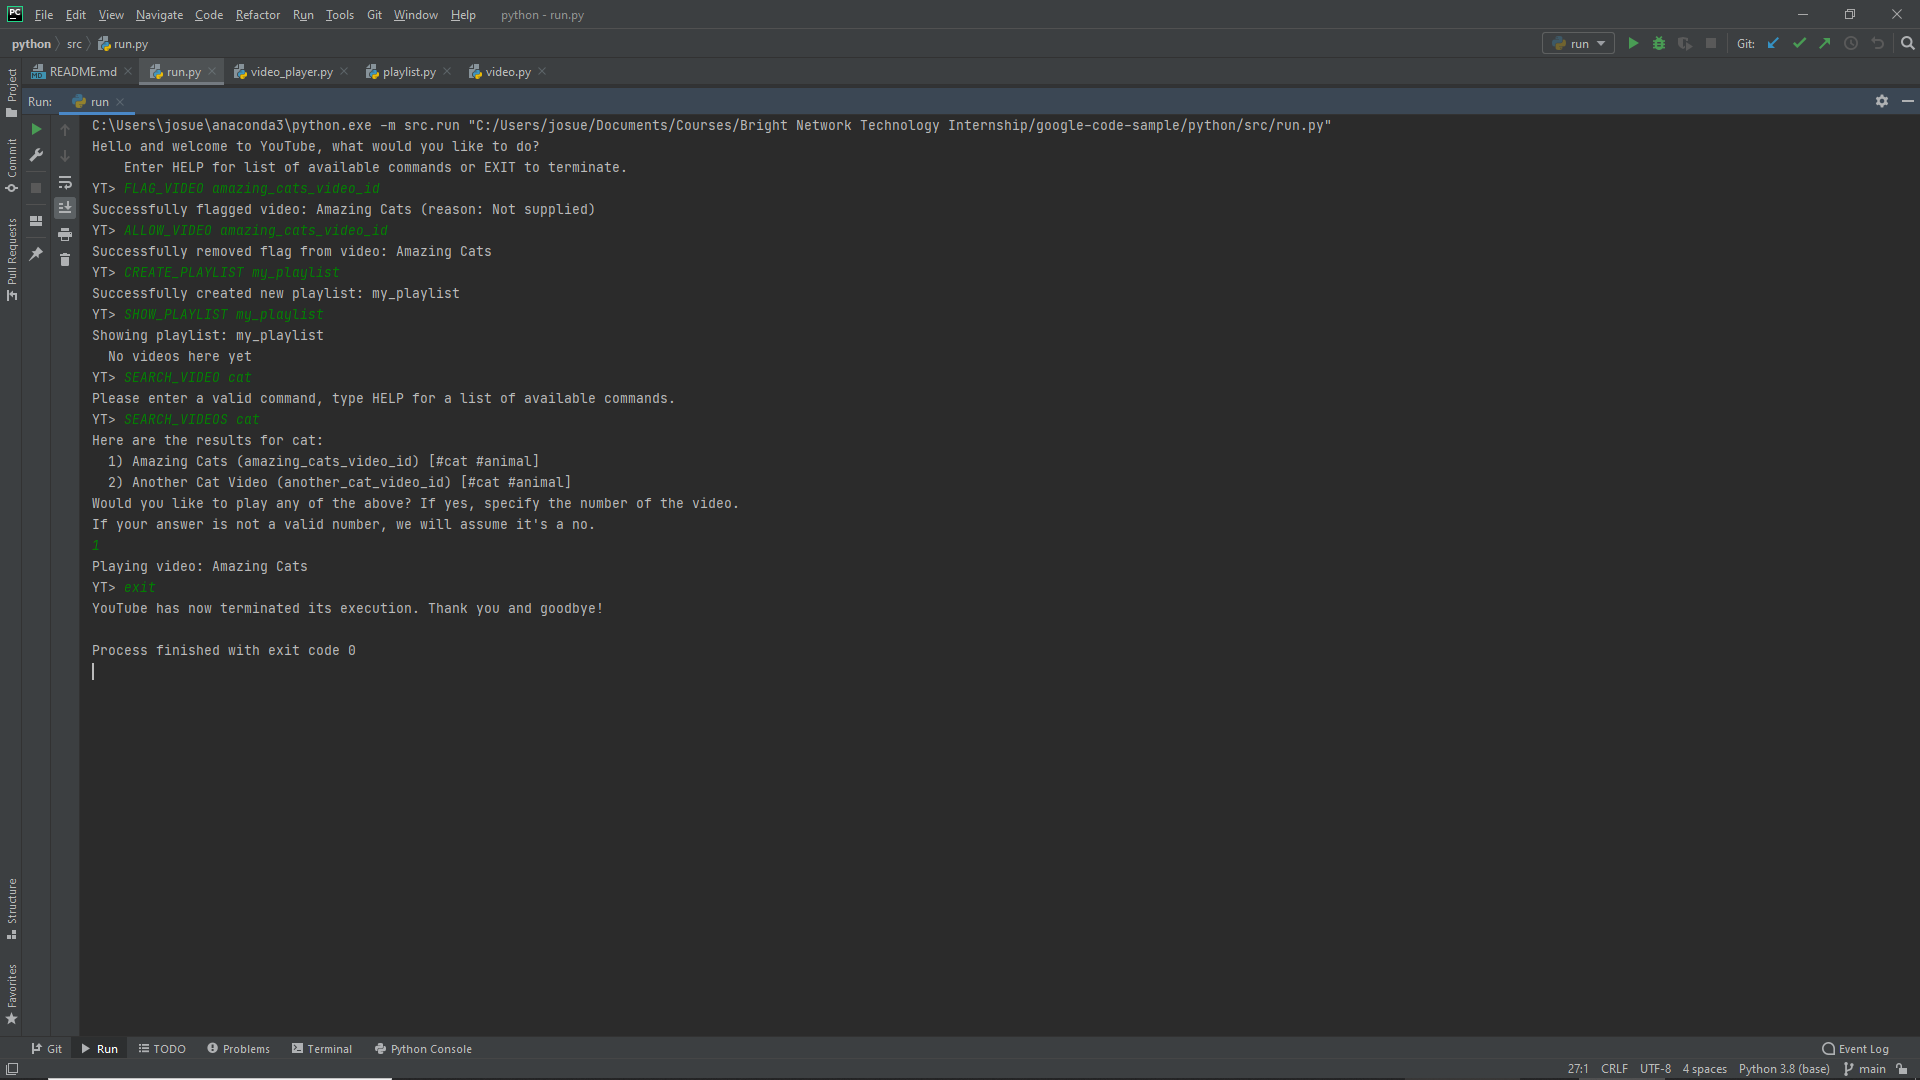 PC File Edit View Navigate Code Refactor Run Tools Git Window Help python - run.py
python src run.py run Git:
README.md run.py video_player.py playlist.py video.py
Run: run
C:\Users\josue\anaconda3\python.exe -m src.run "C:/Users/josue/Documents/Courses/Bright Network Technology Internship/google-code-sample/python/src/run.py"
Hello and welcome to YouTube, what would you like to do?
Enter HELP for list of available commands or EXIT to terminate.
YT> FLAG_VIDEO amazing_cats_video_id
Successfully flagged video: Amazing Cats (reason: Not supplied)
YT> ALLOW_VIDEO amazing_cats_video_id
Successfully removed flag from video: Amazing Cats
YT> CREATE_PLAYLIST my_playlist
Successfully created new playlist: my_playlist
YT> SHOW_PLAYLIST my_playlist
Showing playlist: my_playlist
No videos here yet
YT> SEARCH_VIDEO cat
Please enter a valid command, type HELP for a list of available commands.
YT> SEARCH_VIDEOS cat
Here are the results for cat:
1) Amazing Cats (amazing_cats_video_id) [#cat #animal]
2) Another Cat Video (another_cat_video_id) [#cat #animal]
Would you like to play any of the above? If yes, specify the number of the video.
If your answer is not a valid number, we will assume it's a no.
1
Playing video: Amazing Cats
YT> exit
YouTube has now terminated its execution. Thank you and goodbye!
Process finished with exit code 0
Project
Commit
Pull Requests
Structure
Favorites
Git Run TODO Problems Terminal Python Console Event Log
27:1 CRLF UTF-8 4 spaces Python 3.8 (base) main